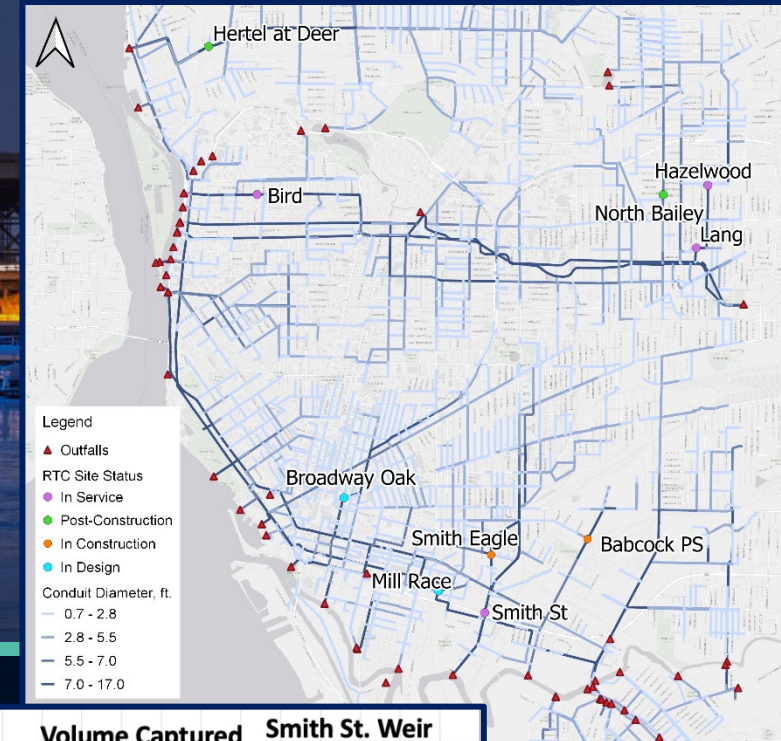 Hertel at Deer
Hazelwood
Bird
North Bailey
Lang
Legend
Outfalls
RTC Site Status
In Service
Post-Construction
In Construction
In Design
Conduit Diameter, ft.
0.7 - 2.8
2.8 - 5.5
5.5 - 7.0
7.0 - 17.0
Broadway Oak
Smith Eagle
Babcock PS
Mill Race
Smith St
Volume Captured
Smith St. Weir